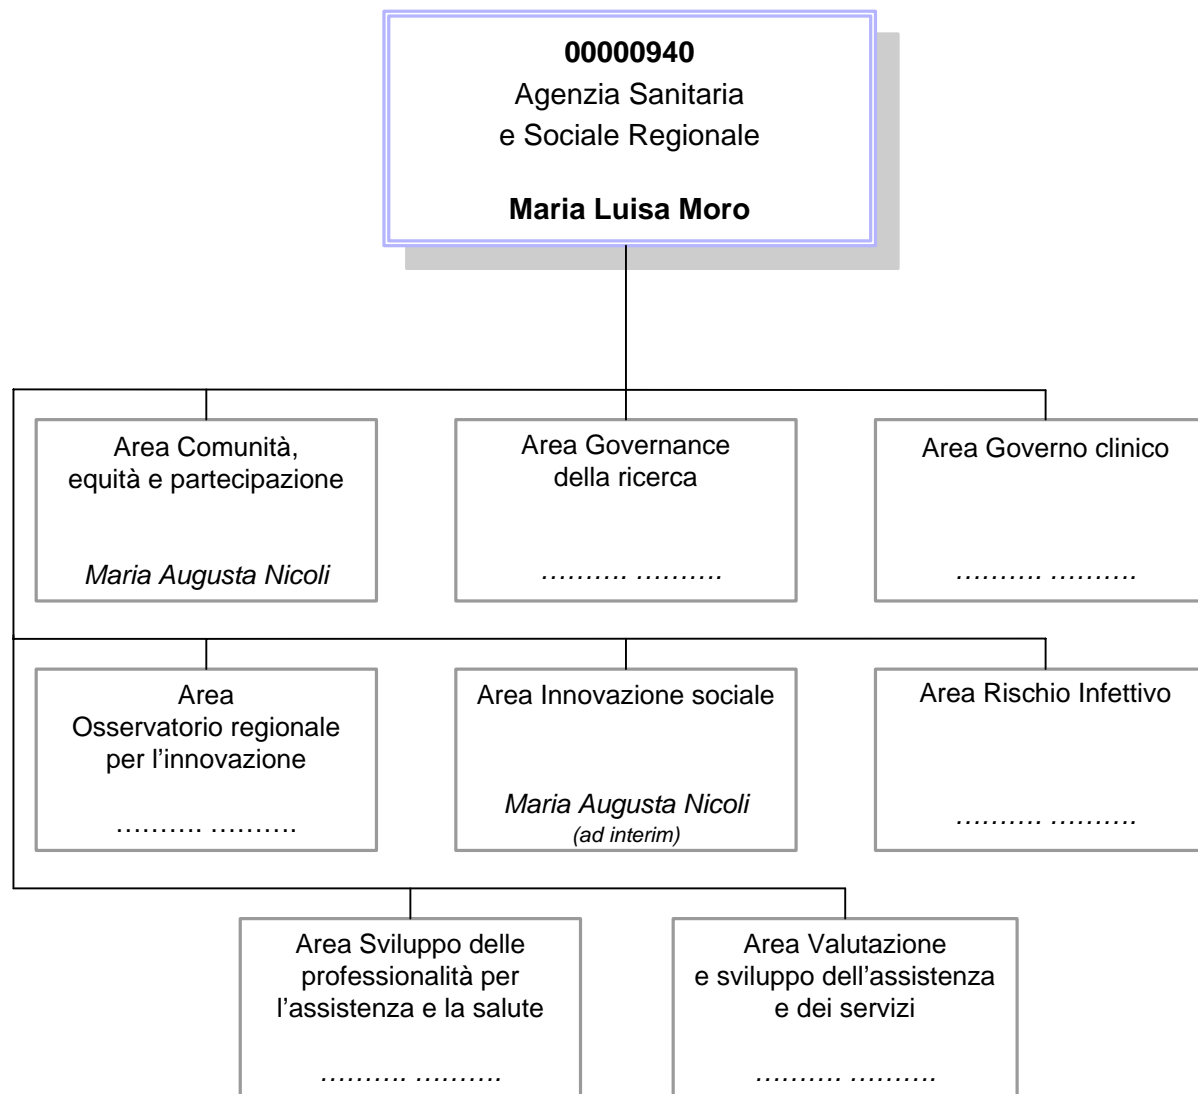 00000940
Agenzia Sanitaria
e Sociale Regionale
Maria Luisa Moro
Area Comunità,
equità e partecipazione
Maria Augusta Nicoli
Area Governance
della ricerca
………. ……….
Area Governo clinico
………. ……….
Area
Osservatorio regionale
per l’innovazione
………. ……….
Area Innovazione sociale
Maria Augusta Nicoli
(ad interim)
Area Rischio Infettivo
………. ……….
Area Sviluppo delle
professionalità per
l’assistenza e la salute
………. ……….
Area Valutazione
e sviluppo dell’assistenza
e dei servizi
………. ……….